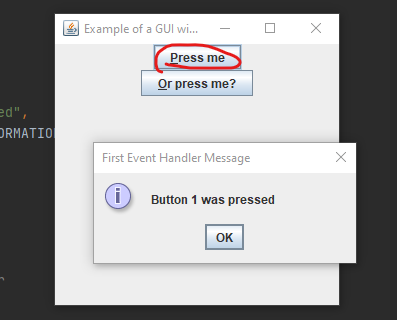 Example of a GUI wi...
Press me
ed",
Or press me?
ORMATION
First Event Handler Message
Button 1 was pressed
OK